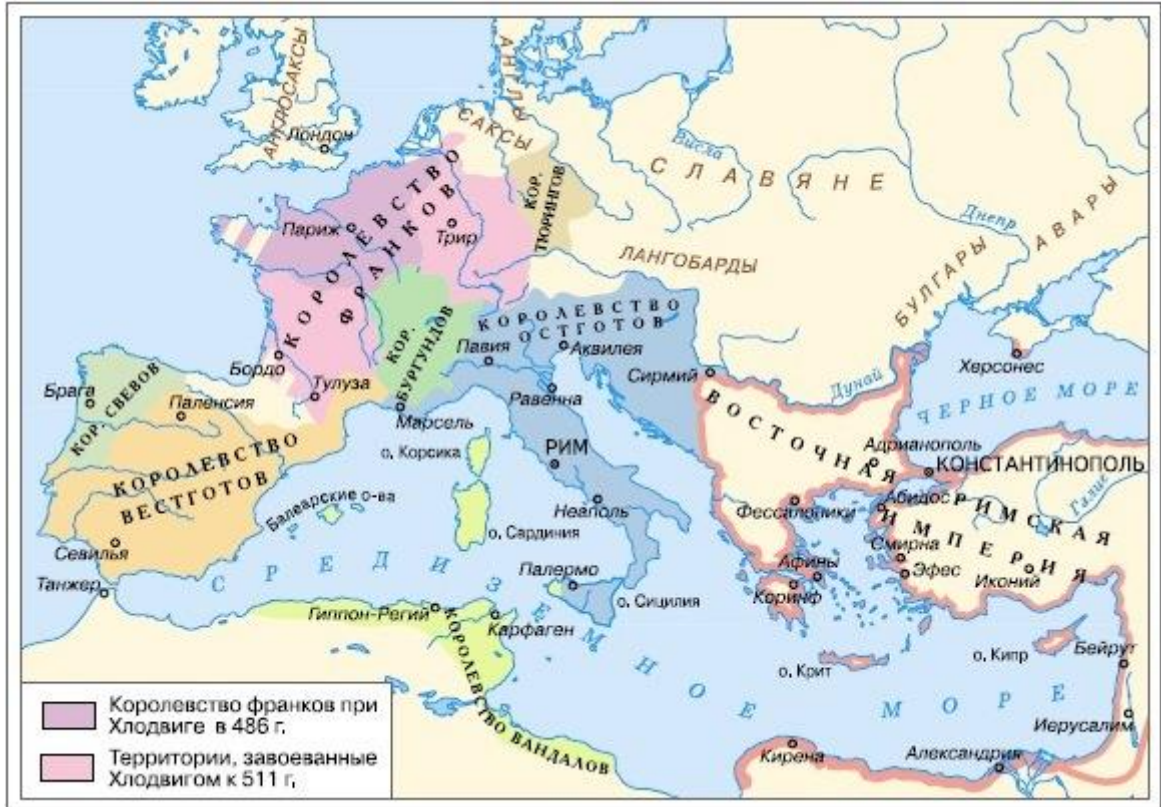 АНГЛОСАКСЫ
Лондон
АНГЛЫ
САКСЫ
Висла
СЛАВЯНЕ
Днепр
АВАРЫ
БУЛГАРЫ
ЛАНГОБАРДЫ
КОР.
ТЮРИНГОВ
КОРОЛЕВСТВО
ФРАНКОВ
Париж
Трир
КОРОЛЕВСТВО
ОСТГОТОВ
Павия
Аквилея
Сирмий
Дунай
Херсонес
ЧЕРНОЕ МОРЕ
КОР.
БУРГУНДОВ
Бордо
Тулуза
Марсель
Равенна
Брага
КОР. СВЕВОВ
Паленсия
КОРОЛЕВСТВО
ВЕСТГОТОВ
о. Корсика
РИМ
Балеарские о-ва
Неаполь
о. Сардиния
Севилья
Танжер
СРЕДИЗЕМНОЕ МОРЕ
Палермо
о. Сицилия
Гиппон-Регий
Карфаген
КОРОЛЕВСТВО ВАНДАЛОВ
ВОСТОЧНАЯ РИМСКАЯ
ИМПЕРИЯ
Адрианополь
КОНСТАНТИНОПОЛЬ
Абидос
Галис
Фессалоники
Смирна
Афины
Эфес
Иконий
Коринф
о. Крит
о. Кипр
Бейрут
Иерусалим
Кирена
Александрия
Королевство франков при
Хлодвиге в 486 г.
Территории, завоеванные
Хлодвигом к 511 г,